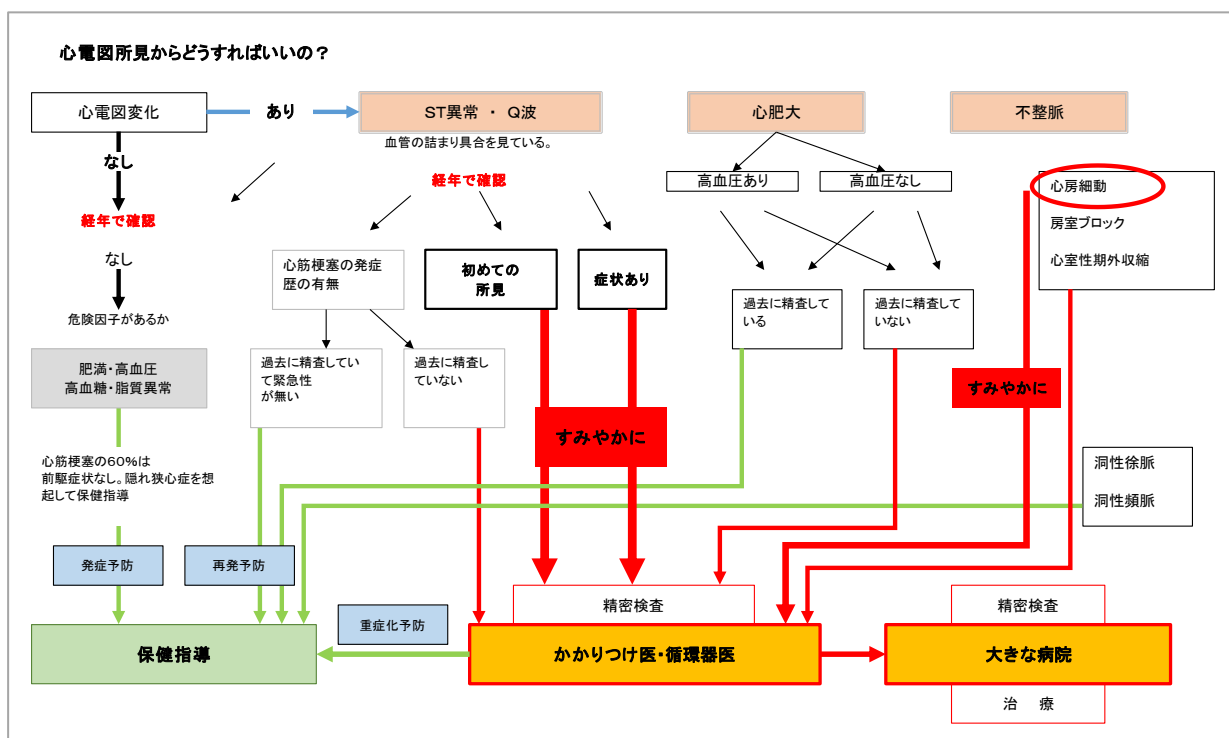 心電図所見からどうすればいいの？
心電図変化
あり
ST異常 ・ Q波
心肥大
不整脈
血管の詰まり具合を見ている。
なし
経年で確認
高血圧あり
高血圧なし
心房細動
房室ブロック
心室性期外収縮
経年で確認
なし
心筋梗塞の発症
歴の有無
初めての
所見
症状あり
危険因子があるか
過去に精査して
いる
過去に精査して
いない
肥満・高血圧
高血糖・脂質異常
過去に精査してい
て緊急性
が無い
過去に精査し
ていない
すみやかに
すみやかに
心筋梗塞の60%は
前駆症状なし。隠れ狭心症を想
起して保健指導
洞性徐脈
洞性頻脈
発症予防
再発予防
重症化予防
精密検査
精密検査
保健指導
かかりつけ医・循環器医
大きな病院
治 療